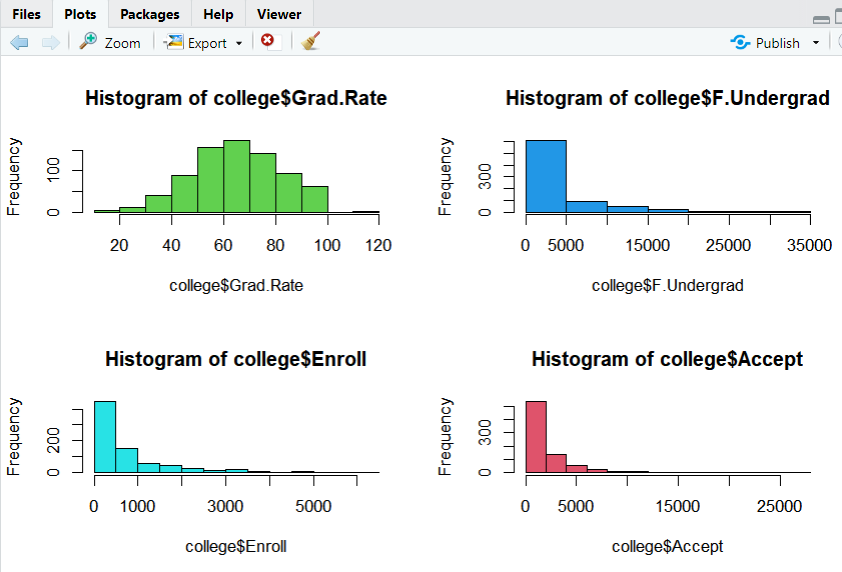 Files Plots Packages Help Viewer
Zoom Export Publish
Histogram of college$Grad.Rate
Frequency
0 100
20 40 60 80 100 120
college$Grad.Rate
Histogram of college$F.Undergrad
Frequency
0 300
0 5000 15000 25000 35000
college$F.Undergrad
Histogram of college$Enroll
Frequency
0 200
0 1000 3000 5000
college$Enroll
Histogram of college$Accept
Frequency
0 300
0 5000 15000 25000
college$Accept